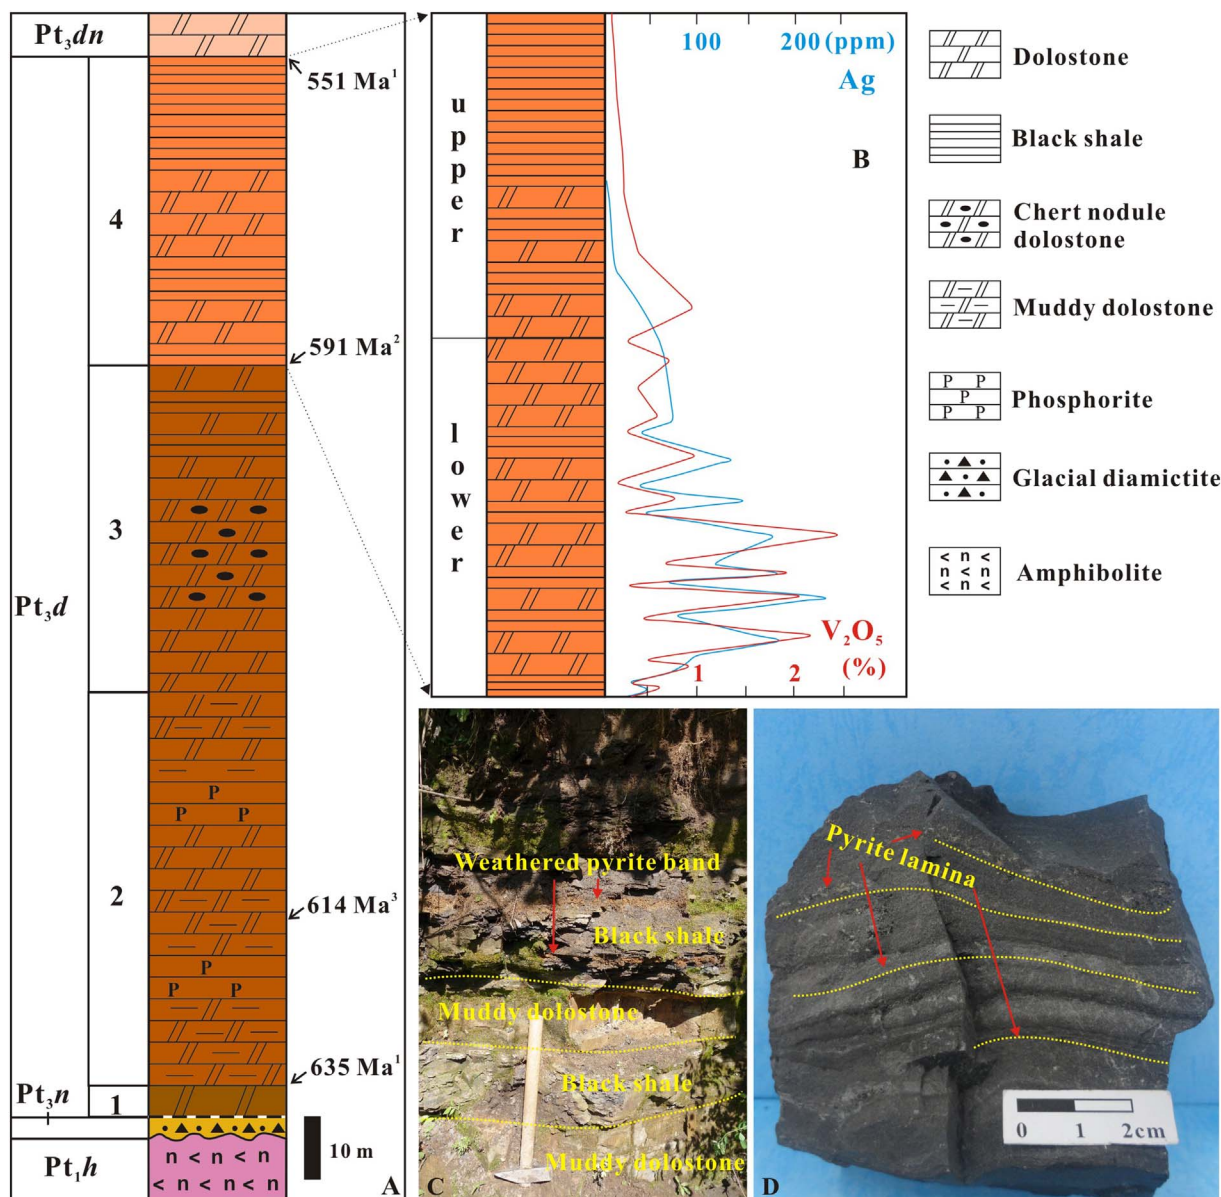 Pt₃dn
551 Ma¹
4
591 Ma²
3
Pt₃d
P
P P
2
614 Ma³
P
P P
635 Ma¹
Pt₃n
1
Pt₁h
n < n < n
< n < n < n
10 m
A
upper
lower
100 200 (ppm)
Ag
B
V₂O₅
(%)
1 2
Dolostone
Black shale
Chert nodule
dolostone
Muddy dolostone
P P
P
P P
Phosphorite
Glacial diamictite
< n <
n < n
< n <
Amphibolite
Weathered pyrite band
Black shale
Muddy dolostone
Black shale
Muddy dolostone
C
Pyrite lamina
0 1 2cm
D